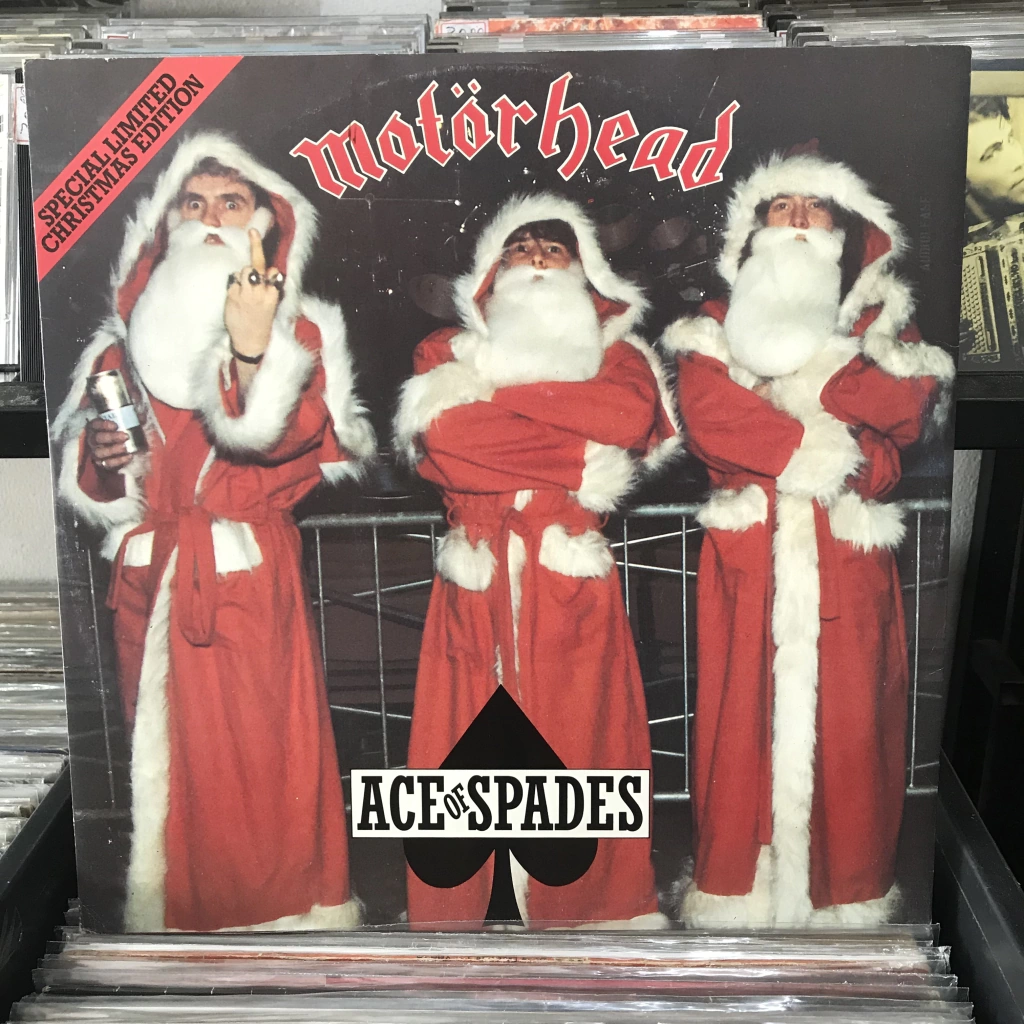 SPECIAL LIMITED
CHRISTMAS EDITION
motörhead
ACE OF SPADES